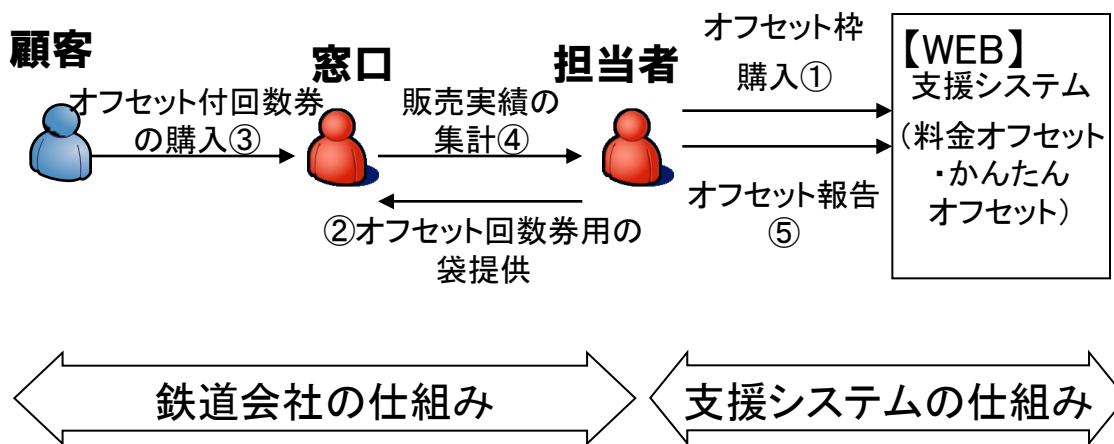 顧客
窓口
担当者
オフセット付回数券
の購入③
販売実績の
集計④
②オフセット回数券用の
袋提供
オフセット枠
購入①
オフセット報告
⑤
【WEB】
支援システム
(料金オフセット
・かんたん
オフセット)
鉄道会社の仕組み
支援システムの仕組み